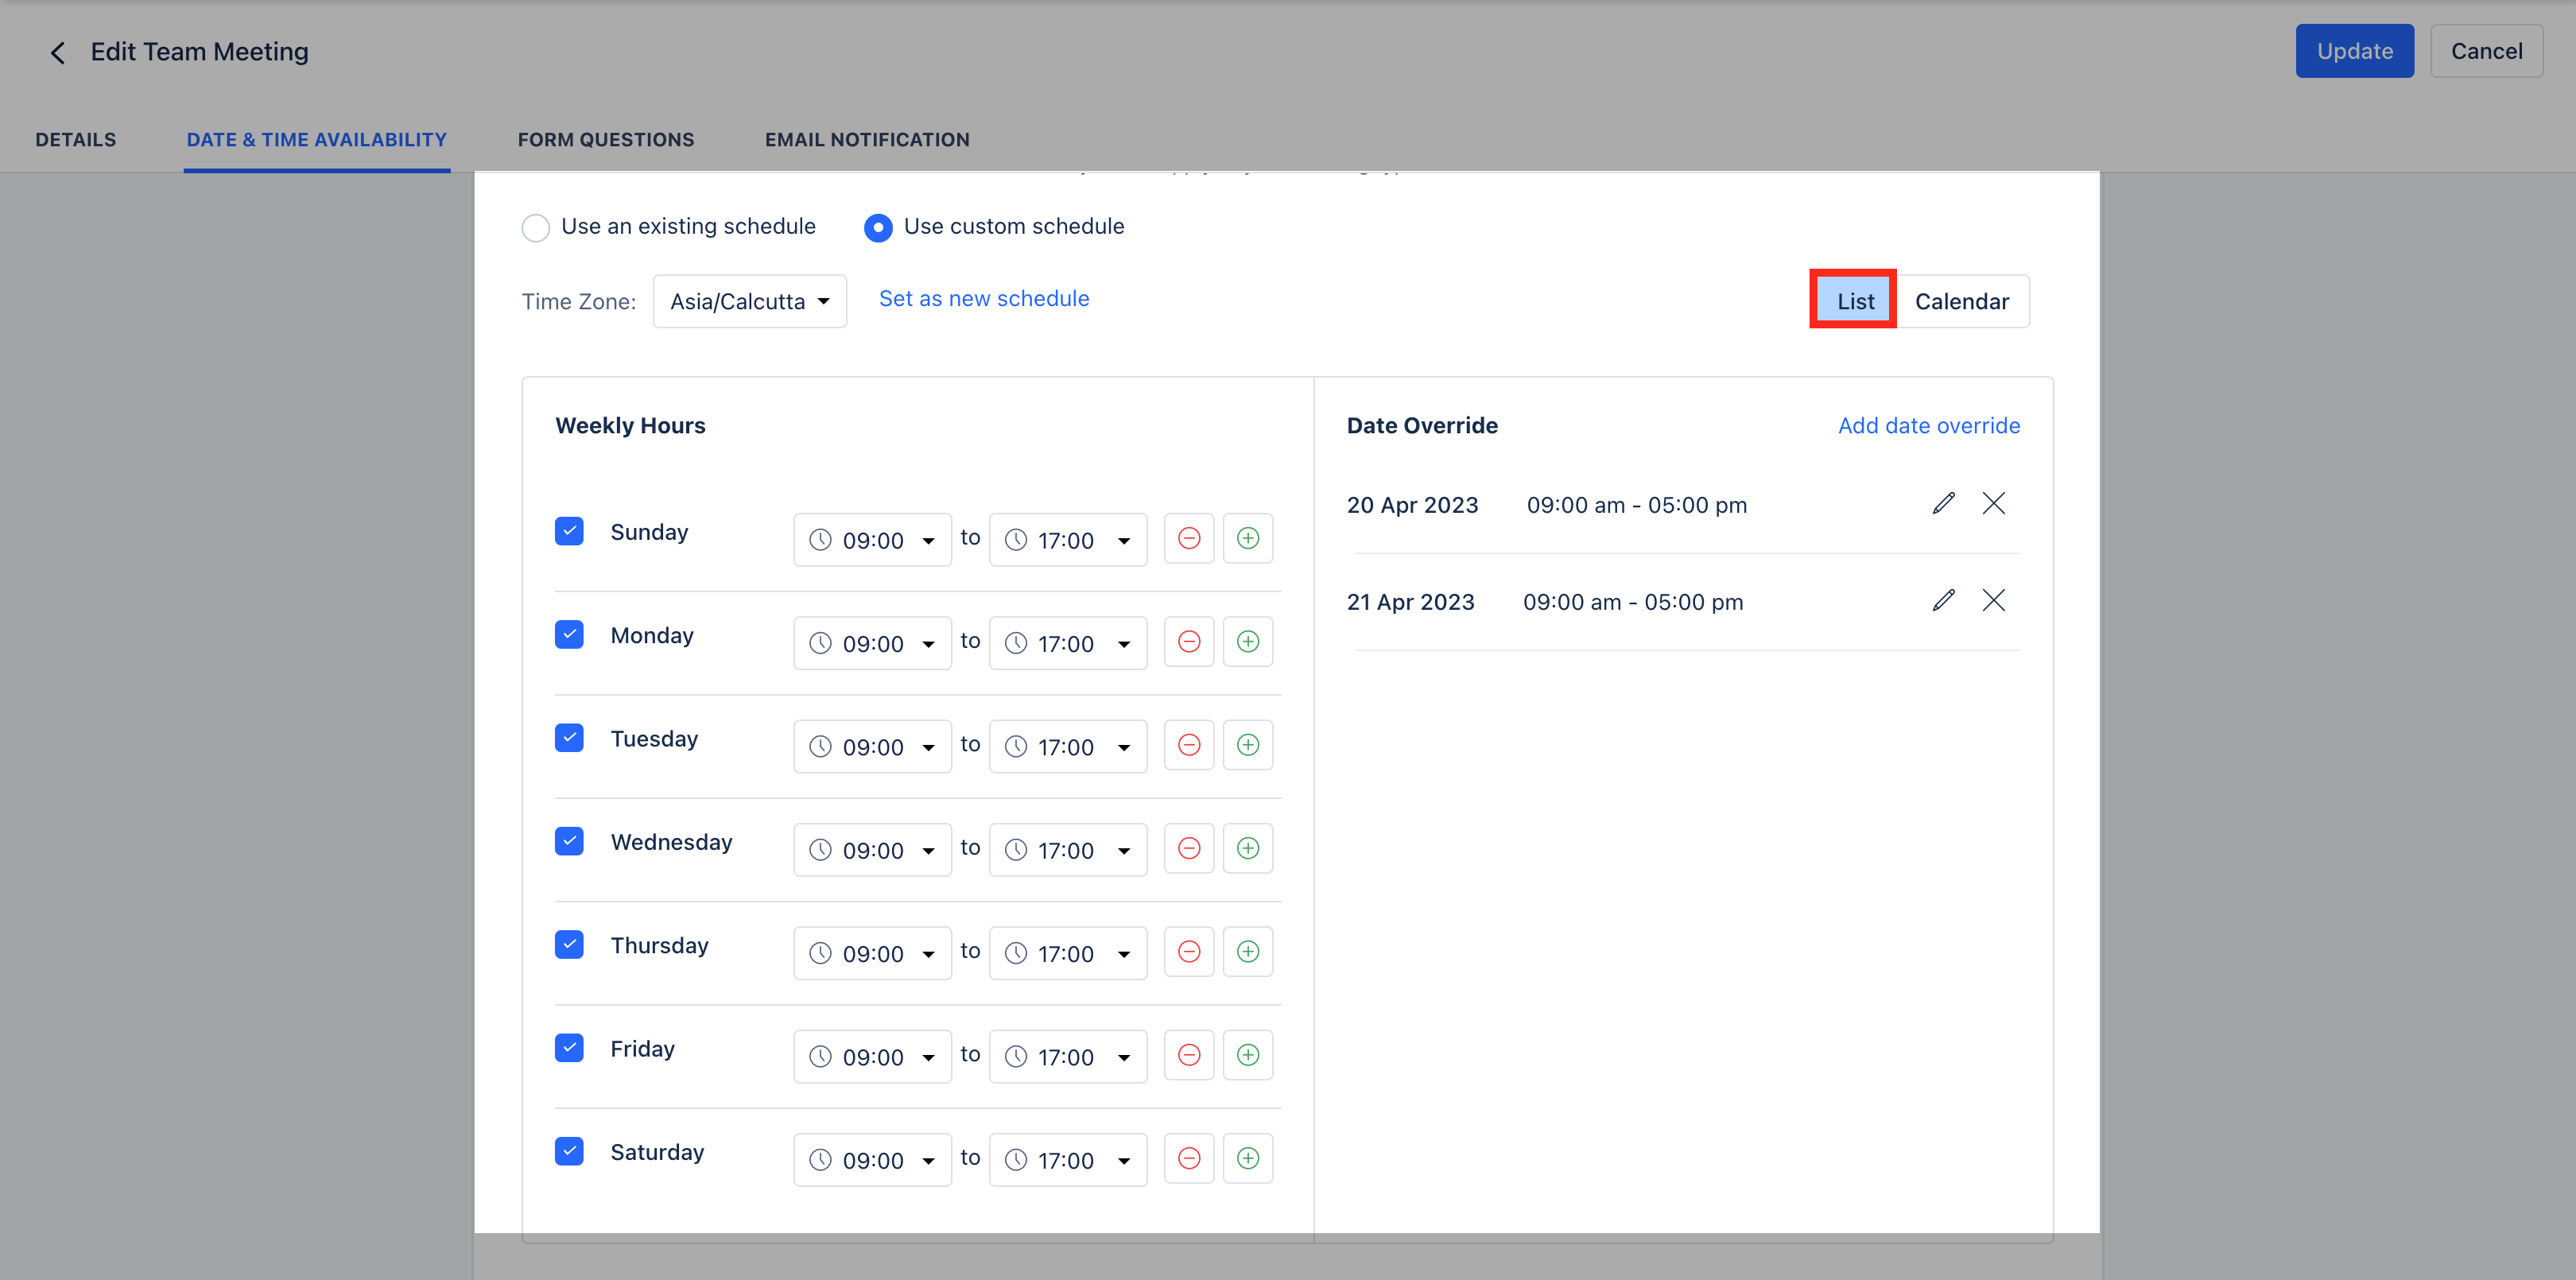 Edit Team Meeting
Update
Cancel
DETAILS
DATE & TIME AVAILABILITY
FORM QUESTIONS
EMAIL NOTIFICATION
Use an existing schedule
Use custom schedule
Time Zone:
Asia/Calcutta
Set as new schedule
List
Calendar
Weekly Hours
Sunday 09:00 to 17:00
Monday 09:00 to 17:00
Tuesday 09:00 to 17:00
Wednesday 09:00 to 17:00
Thursday 09:00 to 17:00
Friday 09:00 to 17:00
Saturday 09:00 to 17:00
Date Override
Add date override
20 Apr 2023 09:00 am - 05:00 pm
21 Apr 2023 09:00 am - 05:00 pm